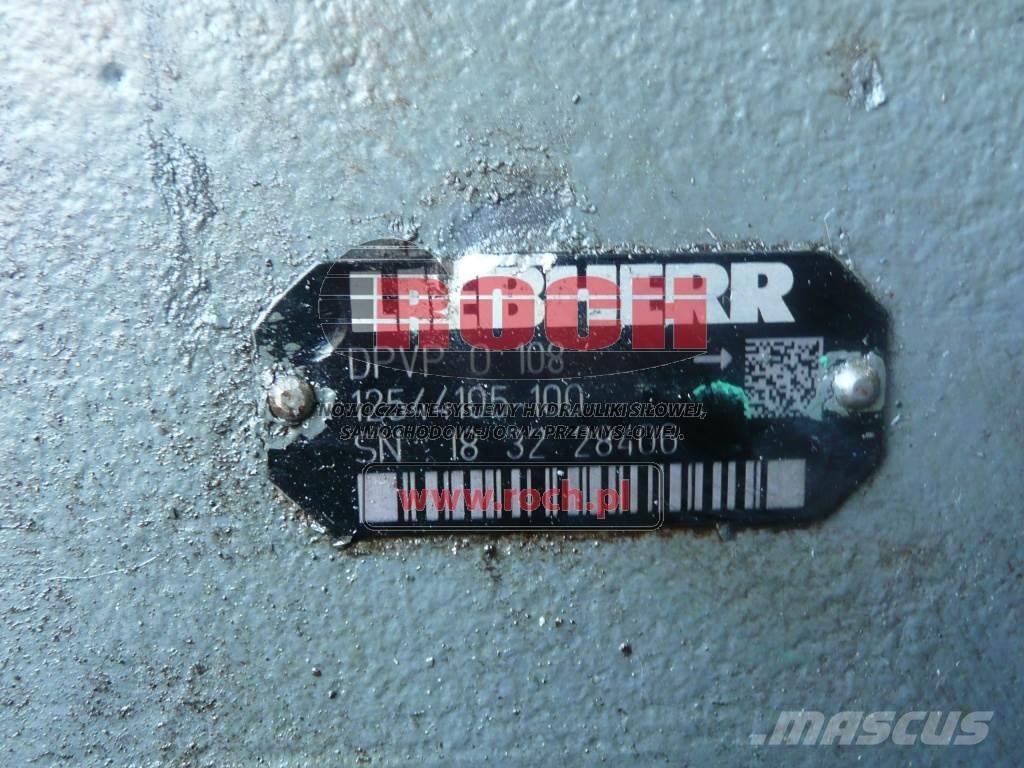 LIEBHERR
ROCH
DPVP O 108
12544105 100
NOWOCZESNE SYSTEMY HYDRAULIKI SIŁOWEJ,
SAMOCHODOWEJ ORAZ PRZEMYSŁOWEJ.
SN 18 32 28406
www.roch.pl
MASCUS